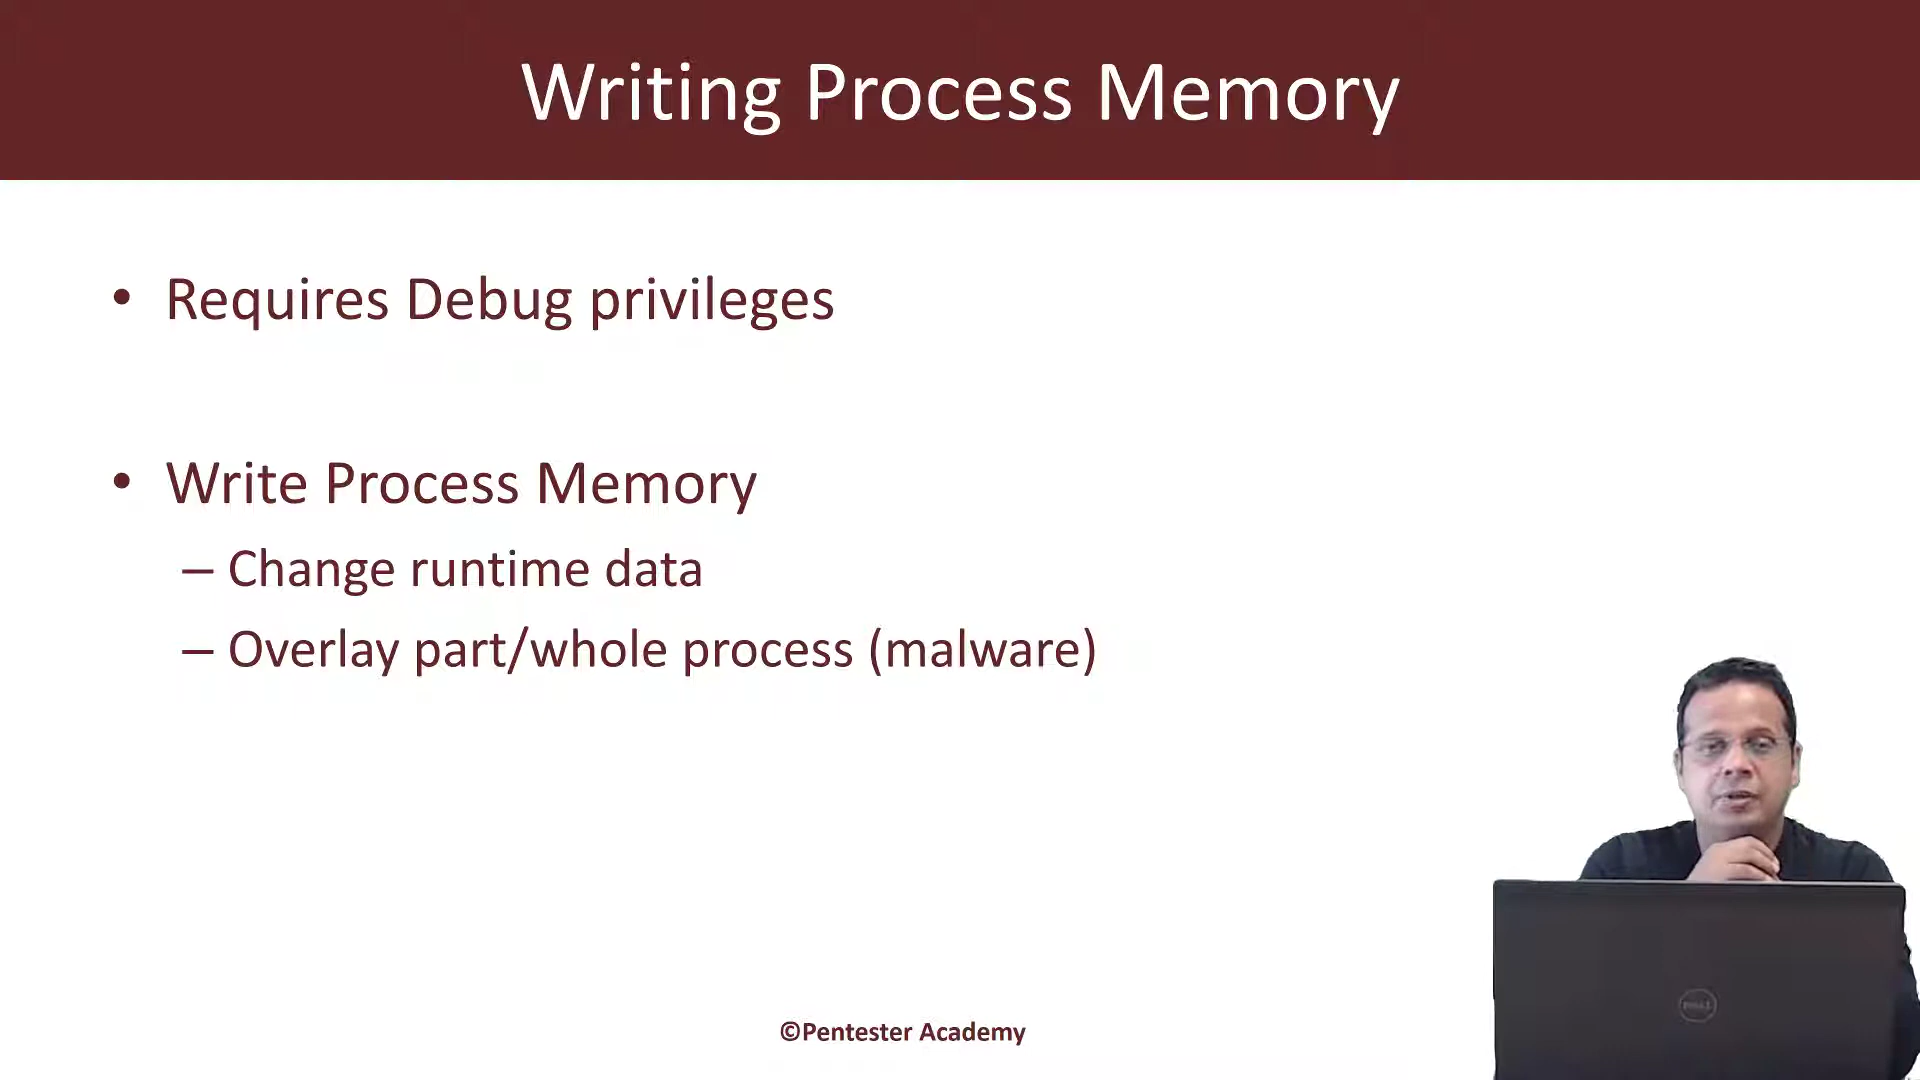 Writing Process Memory
• Requires Debug privileges
• Write Process Memory
– Change runtime data
– Overlay part/whole process (malware)
©Pentester Academy
DELL